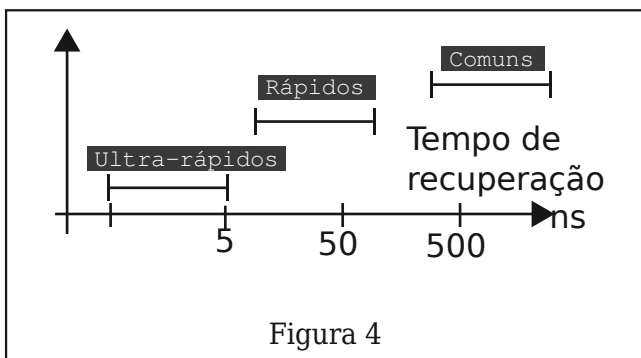 Comuns
Rápidos
Ultra-rápidos
Tempo de
recuperação
ns
5
50
500
Figura 4